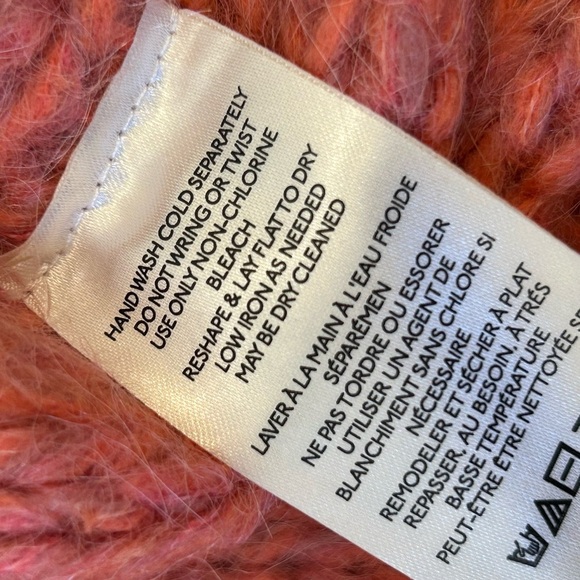 HAND WASH COLD SEPARATELY
DO NOT WRING OR TWIST
USE ONLY NON-CHLORINE
BLEACH
RESHAPE & LAY FLAT TO DRY
LOW IRON AS NEEDED
MAY BE DRY CLEANED
LAVER À LA MAIN À L'EAU FROIDE
SÉPARÉMEN
NE PAS TORDRE OU ESSORER
UTILISER UN AGENT DE
BLANCHIMENT SANS CHLORE SI
NÉCESSAIRE
REMODELER ET SÉCHER À PLAT
REPASSER, AU BESOIN, À TRÉS
BASSE TEMPÉRATURE
PEUT-ÊTRE ÊTRE NETTOYÉE